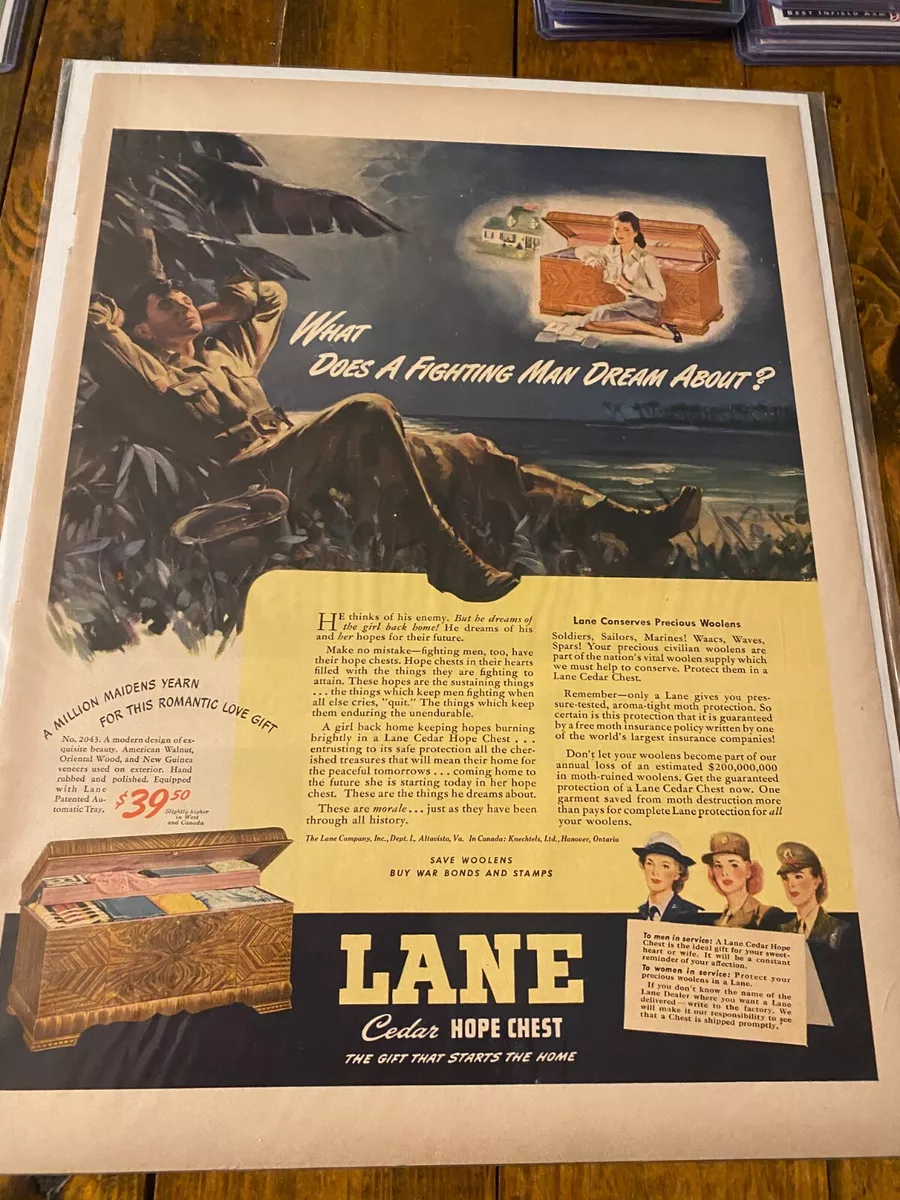 BEST INFIELD ARM
WHAT
DOES A FIGHTING MAN DREAM ABOUT?
HE thinks of his enemy. But he dreams of
the girl back home! He dreams of his
and her hopes for their future.
Make no mistake—fighting men, too, have
their hope chests. Hope chests in their hearts
filled with the things they are fighting to
attain. These hopes are the sustaining things
... the things which keep men fighting when
all else cries, "quit." The things which keep
them enduring the unendurable.
A girl back home keeping hopes burning
brightly in a Lane Cedar Hope Chest . . .
entrusting to its safe protection all the cher-
ished treasures that will mean their home for
the peaceful tomorrows . . . coming home to
the future she is starting today in her hope
chest. These are the things he dreams about.
These are morale . . . just as they have been
through all history.
Lane Conserves Precious Woolens
Soldiers, Sailors, Marines! Waacs, Waves,
Spars! Your precious civilian woolens are
part of the nation's vital woolen supply which
we must help to conserve. Protect them in a
Lane Cedar Chest.
Remember—only a Lane gives you pres-
sure-tested, aroma-tight moth protection. So
certain is this protection that it is guaranteed
by a free moth insurance policy written by one
of the world's largest insurance companies!
Don't let your woolens become part of our
annual loss of an estimated $200,000,000
in moth-ruined woolens. Get the guaranteed
protection of a Lane Cedar Chest now. One
garment saved from moth destruction more
than pays for complete Lane protection for all
your woolens.
A MILLION MAIDENS YEARN
FOR THIS ROMANTIC LOVE GIFT
No. 2043. A modern design of ex-
quisite beauty. American Walnut,
Oriental Wood, and New Guinea
veneers used on exterior. Hand
rubbed and polished. Equipped
with Lane
Patented Au-
tomatic Tray.
$39.50
Slightly higher
in West
and Canada
The Lane Company, Inc., Dept. L, Altavista, Va. In Canada: Knechtels, Ltd., Hanover, Ontario
SAVE WOOLENS
BUY WAR BONDS AND STAMPS
LANE
Cedar HOPE CHEST
THE GIFT THAT STARTS THE HOME
To men in service: A Lane Cedar Hope
Chest is the ideal gift for your sweet-
heart or wife. It will be a constant
reminder of your affection.
To women in service: Protect your
precious woolens in a Lane.
If you don't know the name of the
Lane Dealer where you want a Lane
delivered—write to the factory. We
will make it our responsibility to see
that a Chest is shipped promptly.